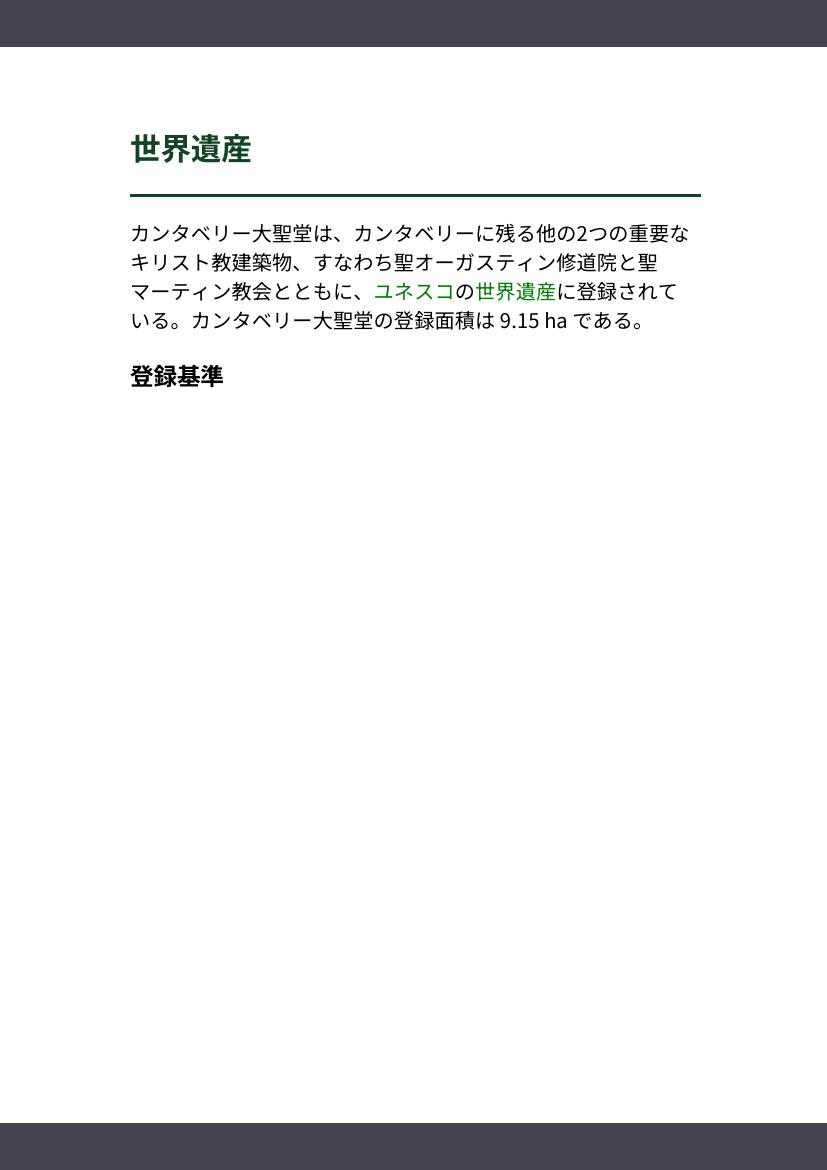 世界遺産
カンタベリー大聖堂は、カンタベリーに残る他の2つの重要な
キリスト教建築物、すなわち聖オーガスティン修道院と聖
マーティン教会とともに、ユネスコの世界遺産に登録されて
いる。カンタベリー大聖堂の登録面積は 9.15 ha である。
登録基準